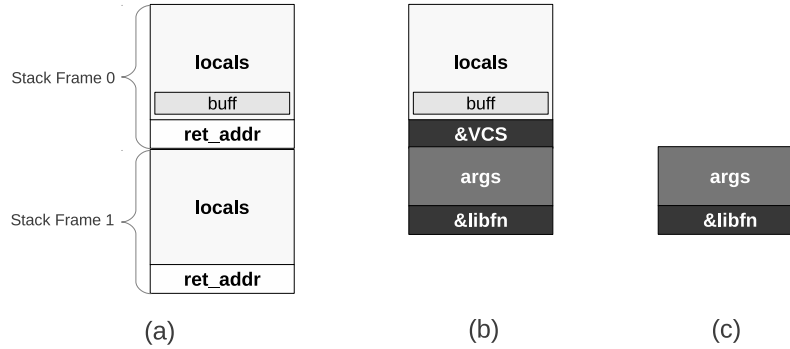 Stack Frame 0
locals
buff
ret_addr
Stack Frame 1
locals
ret_addr
(a)
locals
buff
&VCS
args
&libfn
(b)
args
&libfn
(c)